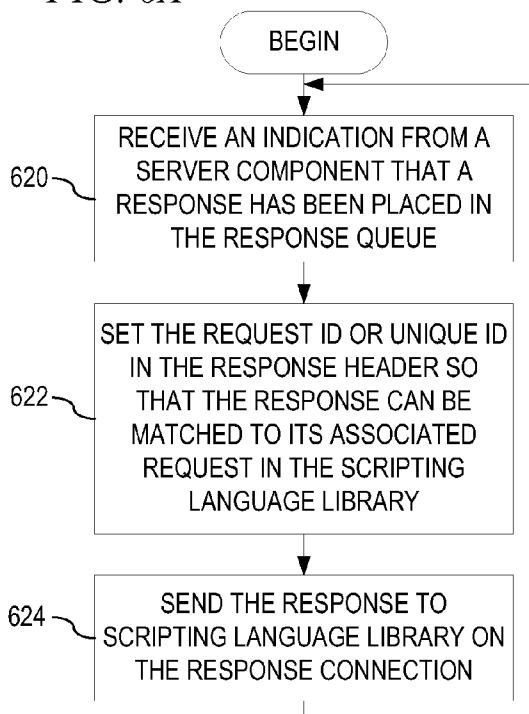 BEGIN
620
RECEIVE AN INDICATION FROM A
SERVER COMPONENT THAT A
RESPONSE HAS BEEN PLACED IN
THE RESPONSE QUEUE
622
SET THE REQUEST ID OR UNIQUE ID
IN THE RESPONSE HEADER SO
THAT THE RESPONSE CAN BE
MATCHED TO ITS ASSOCIATED
REQUEST IN THE SCRIPTING
LANGUAGE LIBRARY
624
SEND THE RESPONSE TO
SCRIPTING LANGUAGE LIBRARY ON
THE RESPONSE CONNECTION